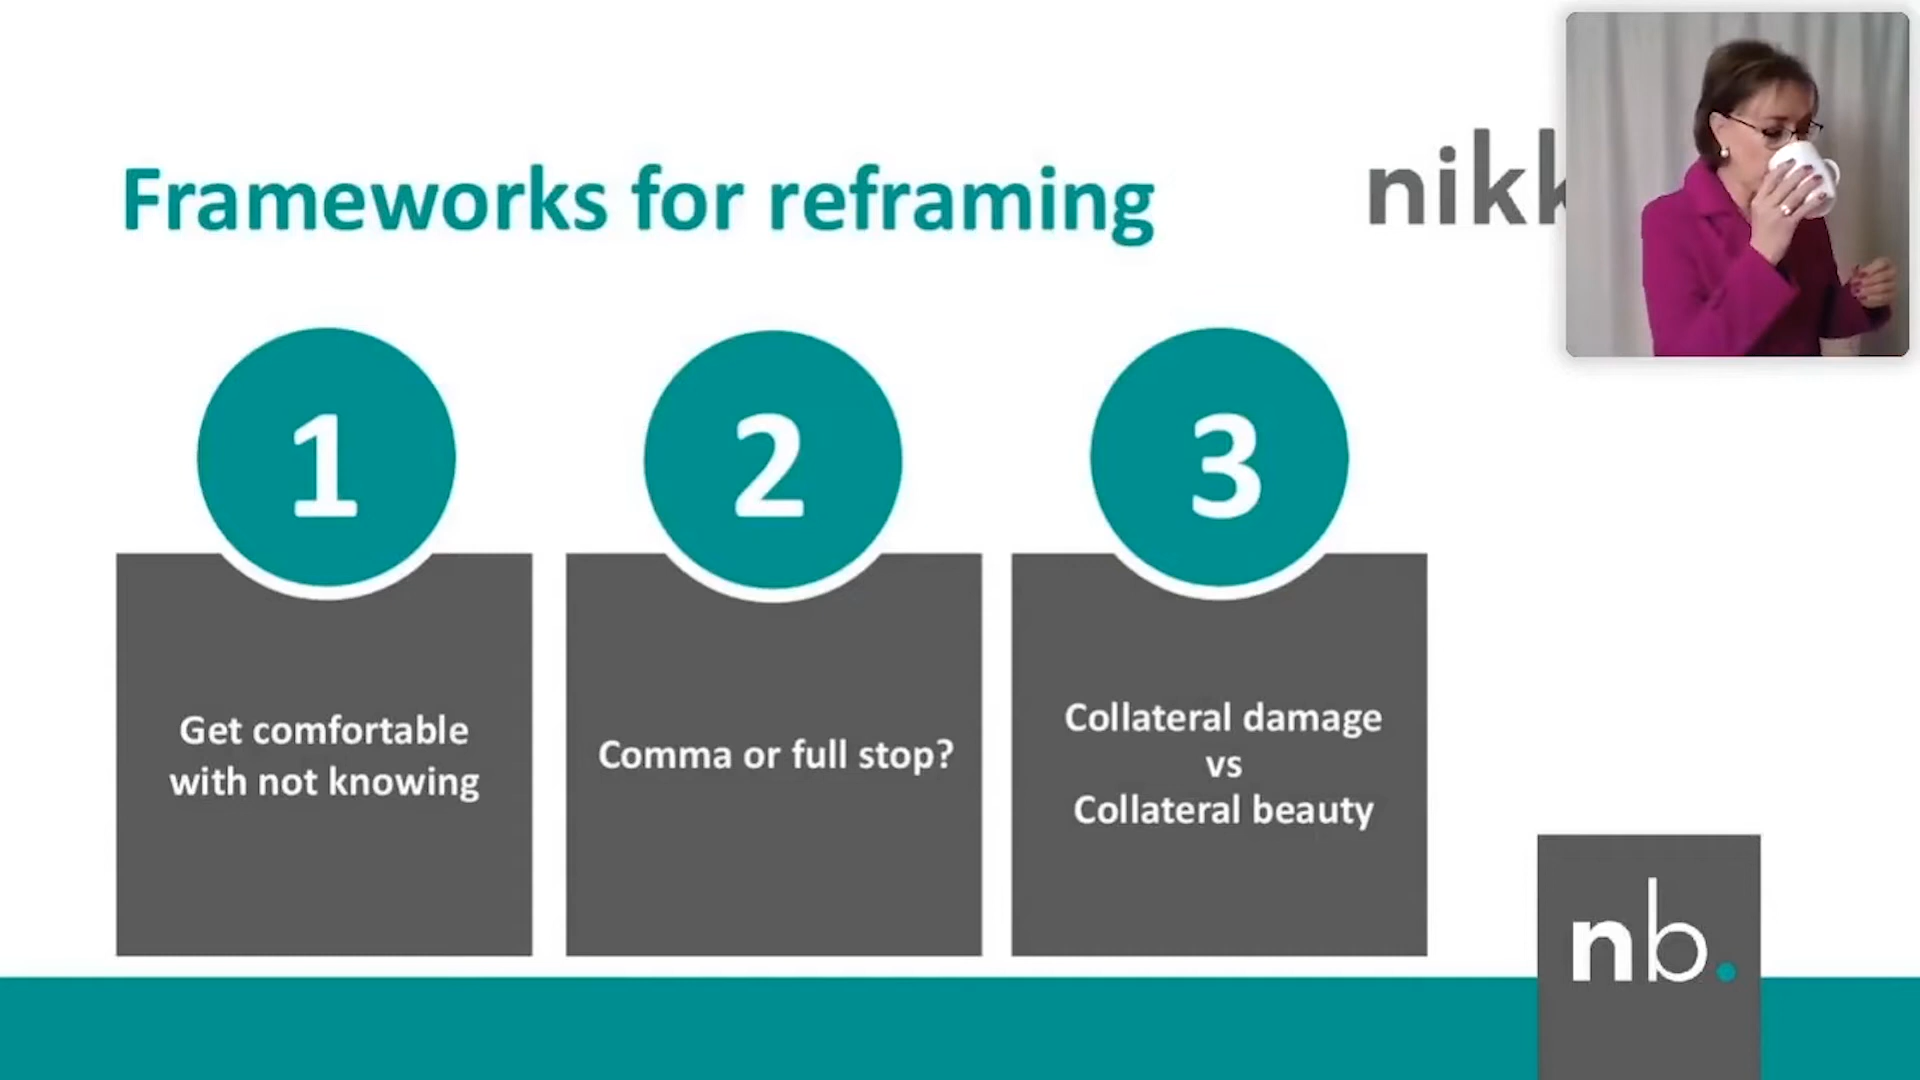 Frameworks for reframing
nikk
1
2
3
Get comfortable
with not knowing
Comma or full stop?
Collateral damage
vs
Collateral beauty
nb.